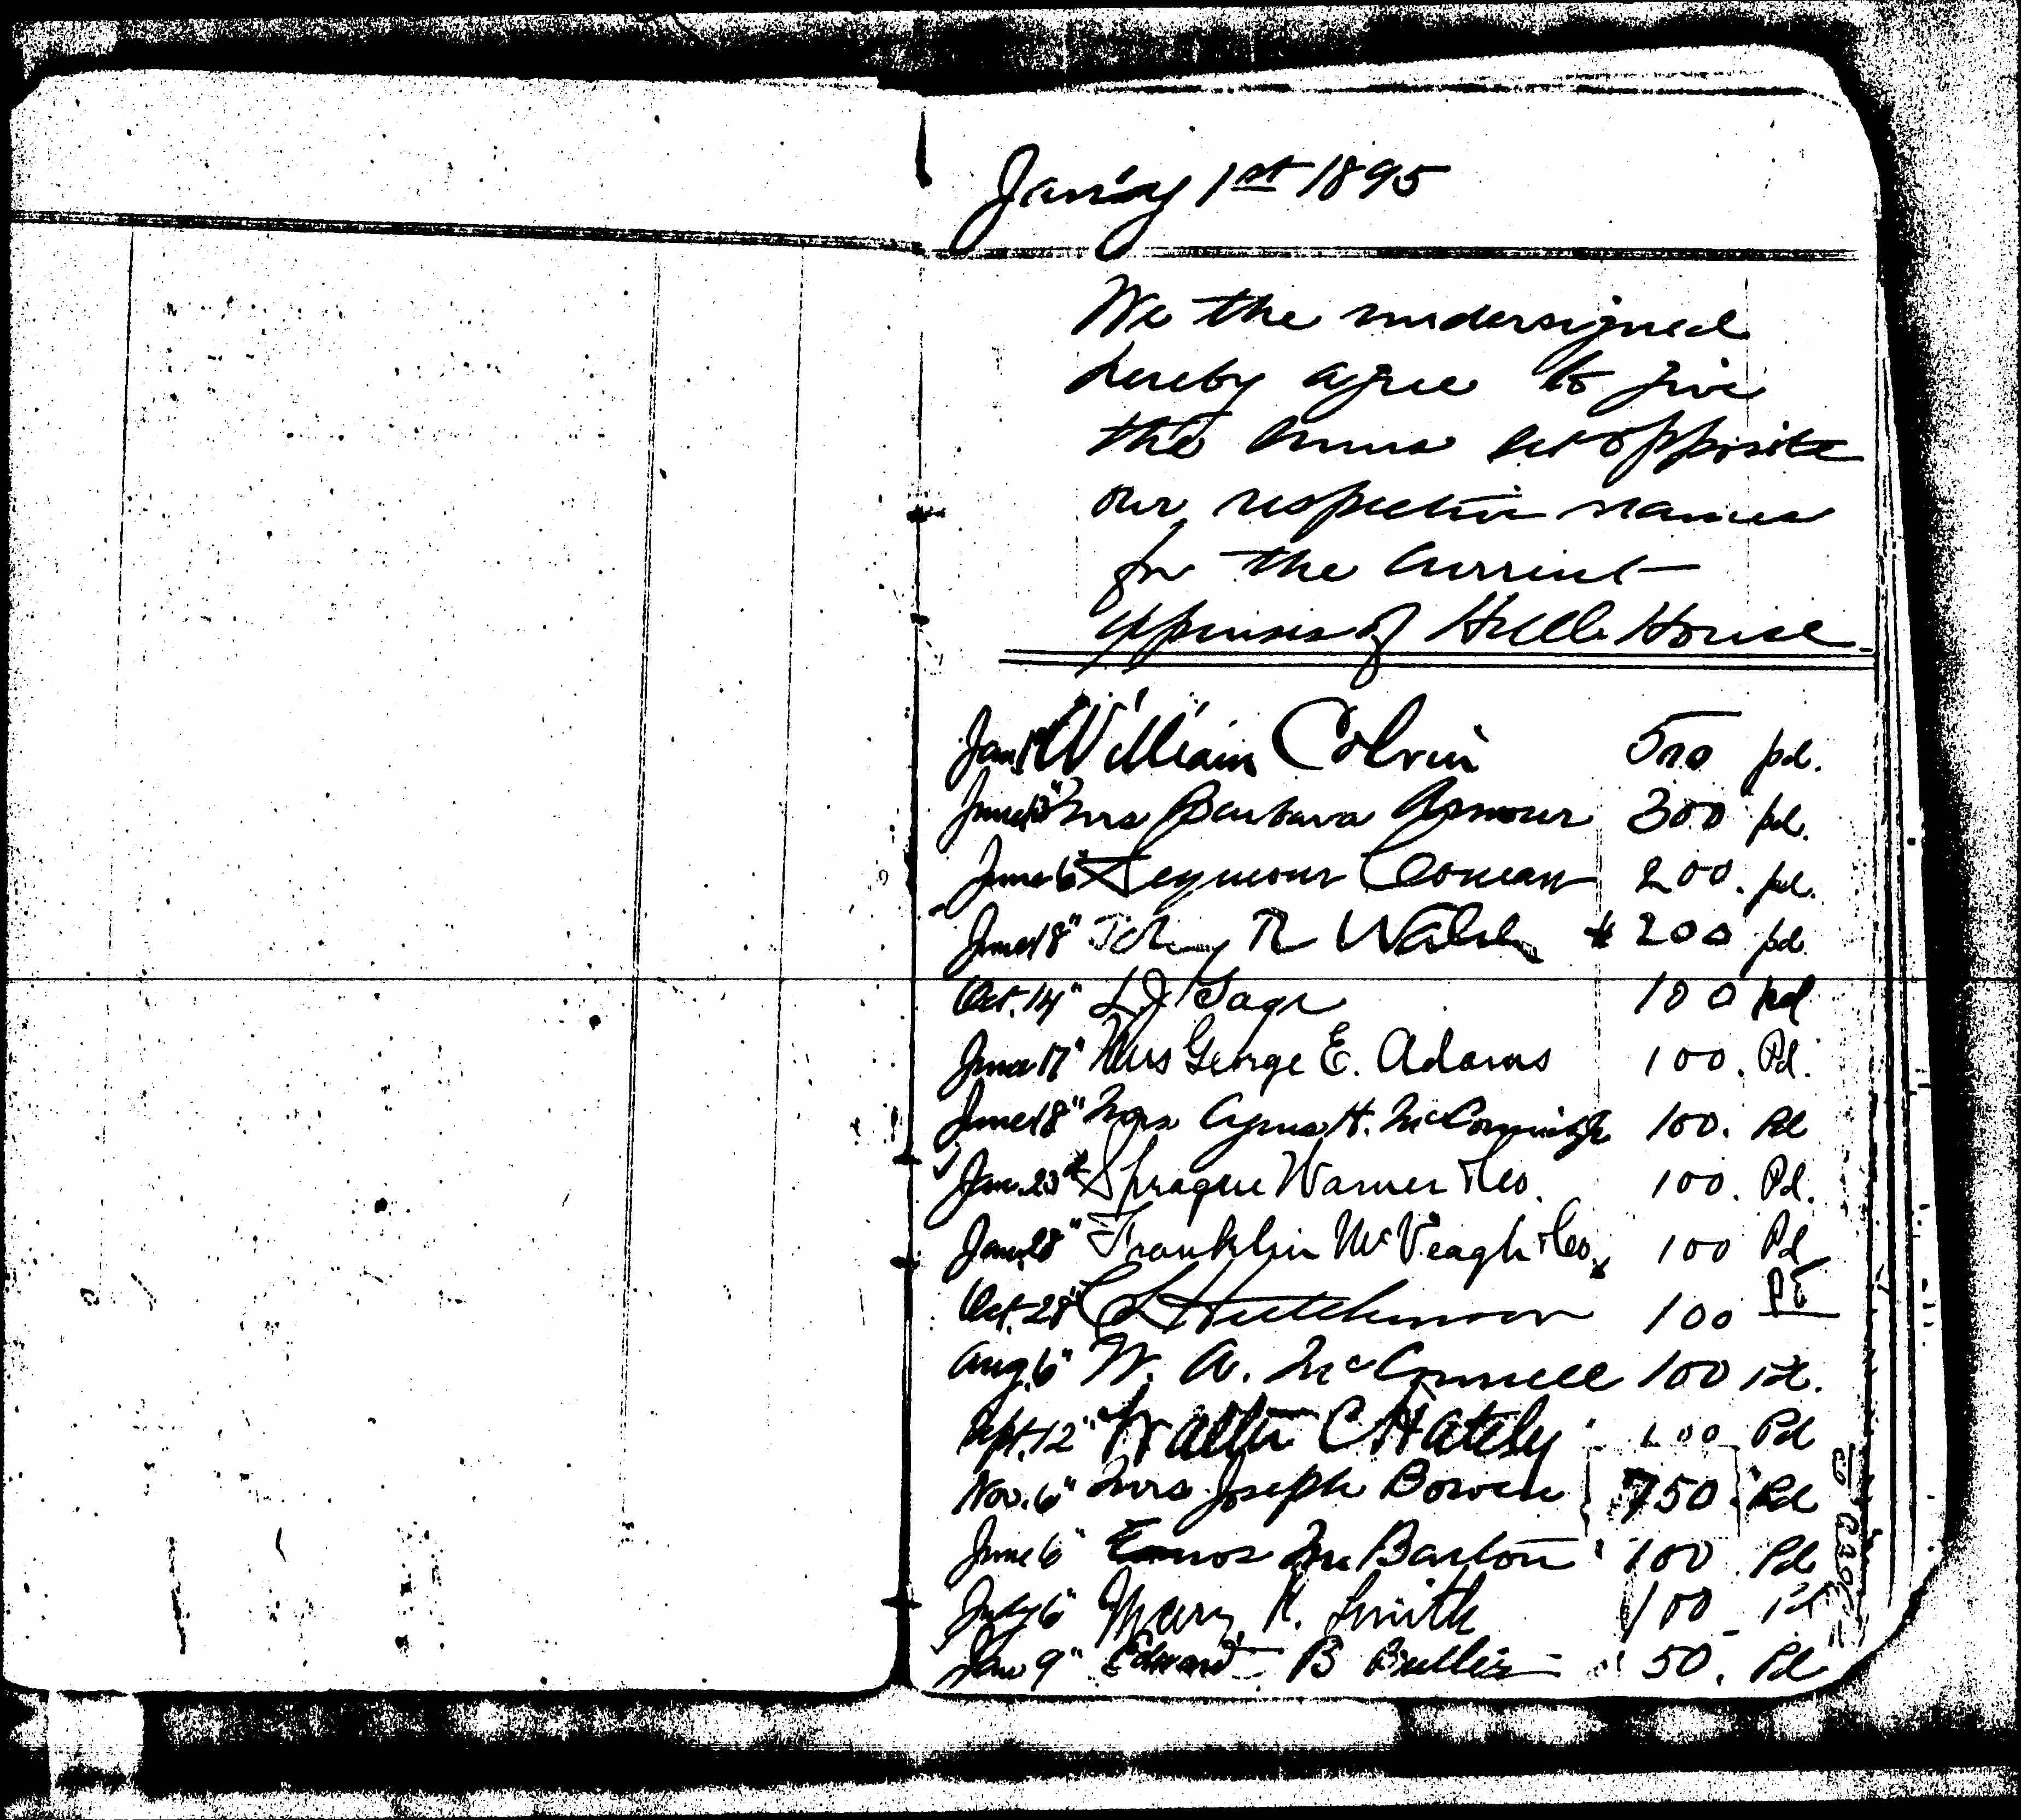 Jan'ry 1st 1895
We the undersigned
hereby agree to give
the sums set opposite
our respective names
for the current
expenses of Hull House
Jan William Colvin 500 pd.
June 13" Mrs Barbara Armour 300 pd.
June 6" Seymour Coman 200. pd.
June 18" John R Walsh $ 200 pd
Oct. 14" L J Gage 100 pd
June 17" Mrs George E. Adams 100. Pd.
June 18" Mrs Cyrus H. McCormick 100. Pd
Jan. 23d Sprague Warner & Co. 100. Pd.
Jan. 28" Franklin McVeagh & Co. 100 Pd
Oct. 28" C L Hutchinson 100 Pd
Aug. 6" W. A. McConnell 100 Pd.
Sept. 12" Walter C Hately 100 Pd
Nov. 6" Mrs Joseph Bowen 750 Pd
June 6" Enos M Barton 100 Pd
July 6" Mary R. Smith 100 Pd
Jan 9" Edward B Butler 50. Pd